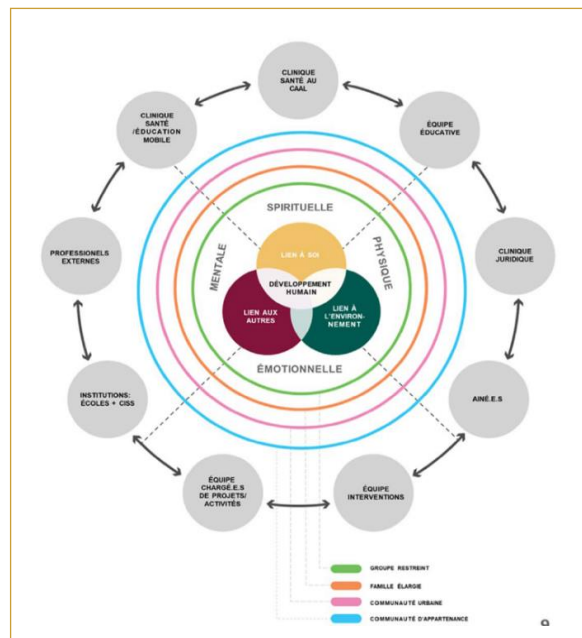 CLINIQUE
SANTÉ AU
CAAL
CLINIQUE
SANTÉ
/ÉDUCATION
MOBILE
ÉQUIPE
ÉDUCATIVE
SPIRITUELLE
MENTALE
PHYSIQUE
LIEN À SOI
DÉVELOPPEMENT
HUMAIN
LIEN AUX
AUTRES
LIEN À
L'ENVIRON-
NEMENT
ÉMOTIONNELLE
PROFESSIONELS
EXTERNES
CLINIQUE
JURIDIQUE
INSTITUTIONS:
ÉCOLES + CISS
AINÉ.E.S
ÉQUIPE
CHARGÉ.E.S
DE PROJETS/
ACTIVITÉS
ÉQUIPE
INTERVENTIONS
GROUPE RESTREINT
FAMILLE ÉLARGIE
COMMUNAUTÉ URBAINE
COMMUNAUTÉ D'APPARTENANCE